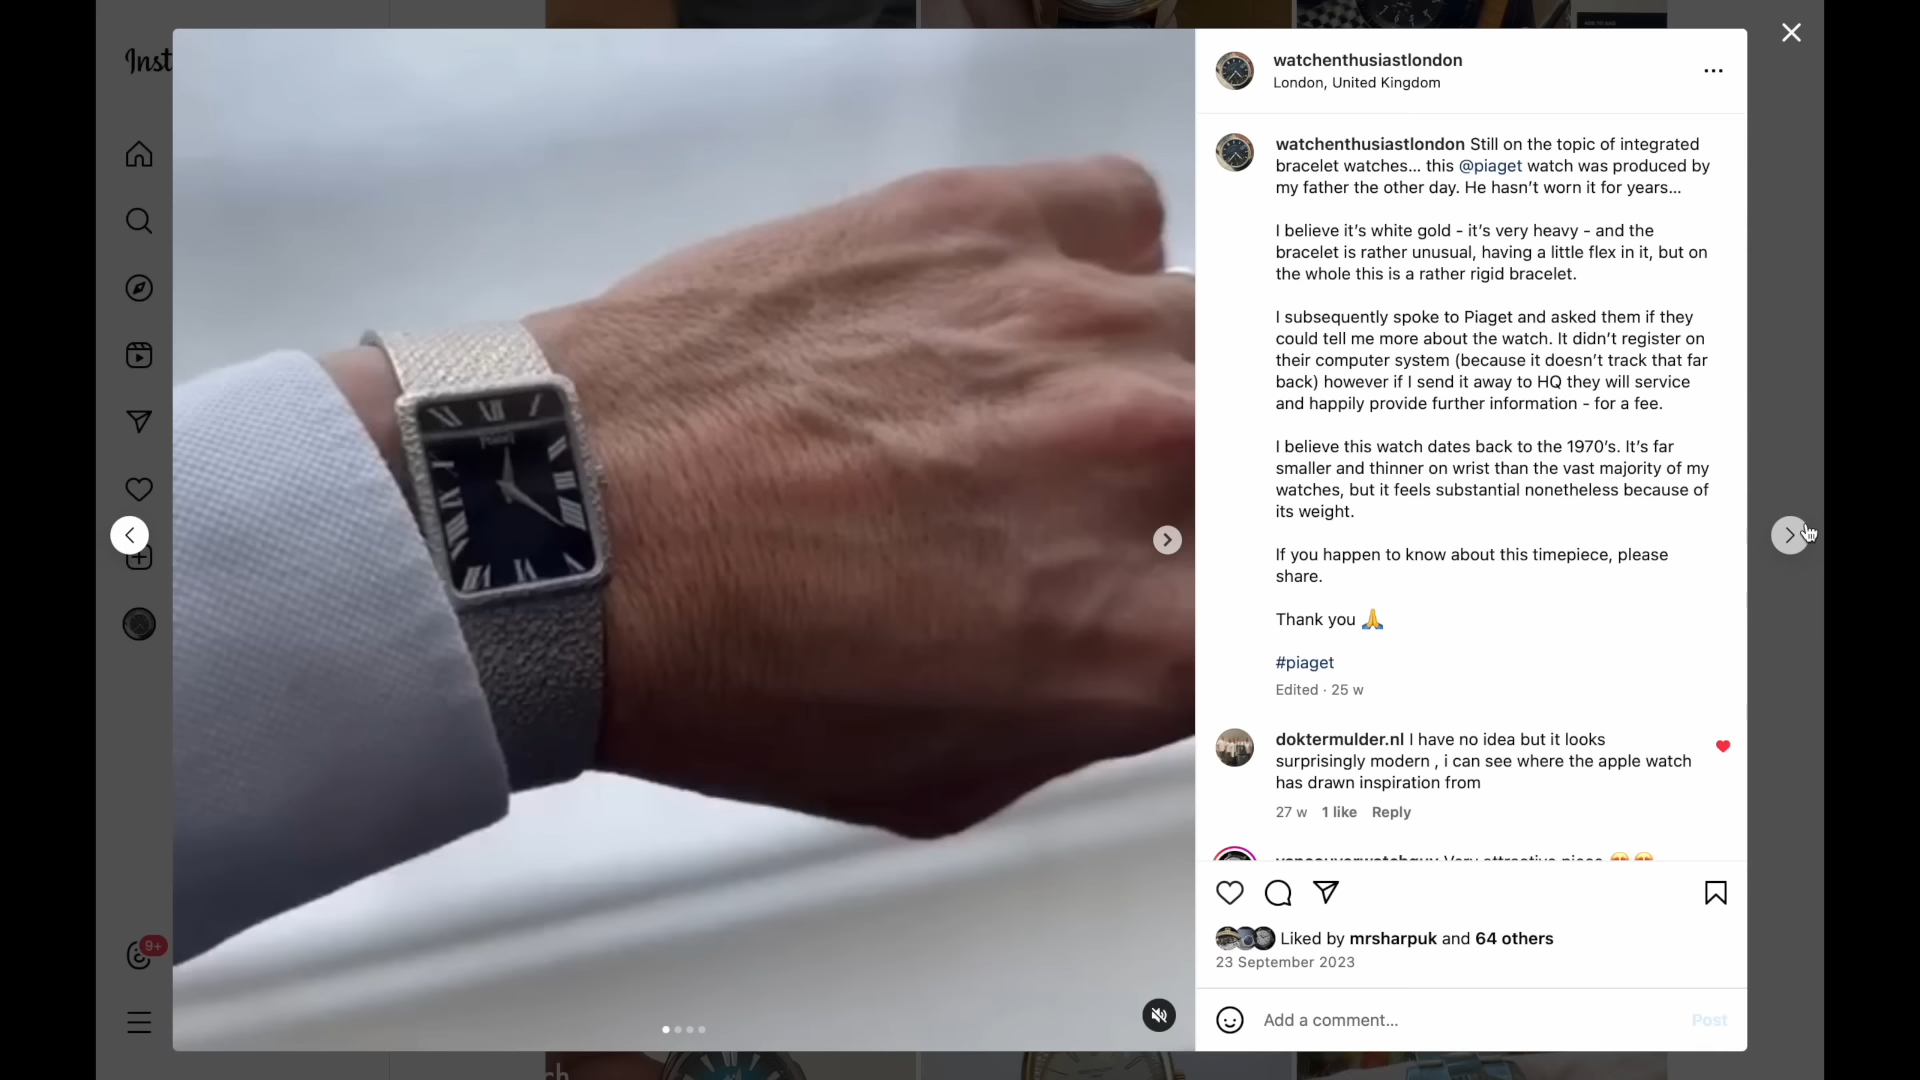 Inst
watchenthusiastlondon
London, United Kingdom
watchenthusiastlondon Still on the topic of integrated
bracelet watches... this @piaget watch was produced by
my father the other day. He hasn't worn it for years...
I believe it's white gold - it's very heavy - and the
bracelet is rather unusual, having a little flex in it, but on
the whole this is a rather rigid bracelet.
I subsequently spoke to Piaget and asked them if they
could tell me more about the watch. It didn't register on
their computer system (because it doesn't track that far
back) however if I send it away to HQ they will service
and happily provide further information - for a fee.
I believe this watch dates back to the 1970's. It's far
smaller and thinner on wrist than the vast majority of my
watches, but it feels substantial nonetheless because of
its weight.
If you happen to know about this timepiece, please
share.
Thank you 🙏
#piaget
Edited · 25 w
doktermulder.nl I have no idea but it looks
surprisingly modern , i can see where the apple watch
has drawn inspiration from
27 w 1 like Reply
Liked by mrsharpuk and 64 others
23 September 2023
Add a comment...
Post
9+